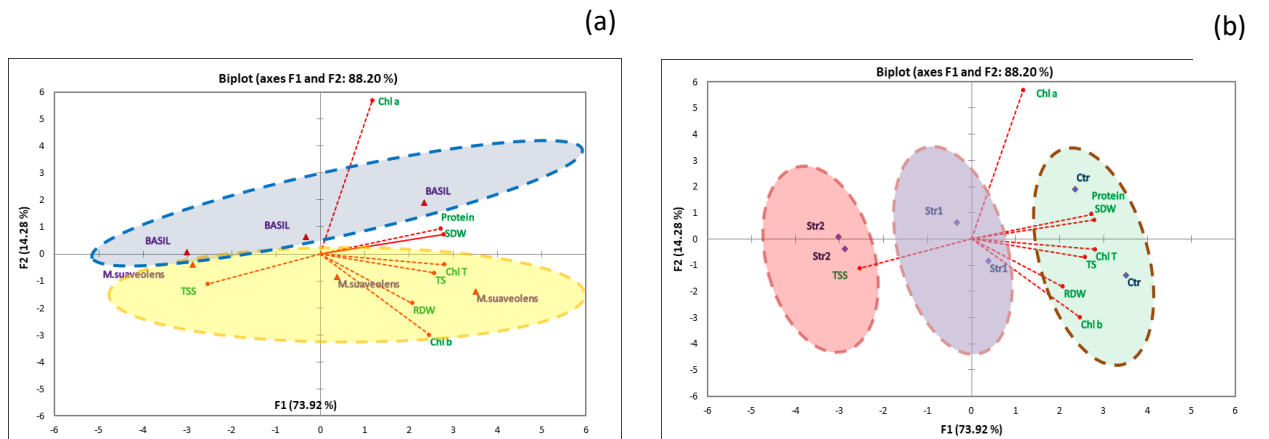 (a)
Biplot (axes F1 and F2: 88.20 %)
F2 (14.28 %)
6
5
4
3
2
1
0
-1
-2
-3
-4
-5
-6
Chl a
BASIL
BASIL
BASIL
Protein
SDW
M.suaveolens
Chl T
TS
TSS
M.suaveolens
M.suaveolens
RDW
Chl b
F1 (73.92 %)
-6 -5 -4 -3 -2 -1 0 1 2 3 4 5 6
(b)
Biplot (axes F1 and F2: 88.20 %)
F2 (14.28 %)
6
5
4
3
2
1
0
-1
-2
-3
-4
-5
-6
Chl a
Ctr
Protein
SDW
Str1
Str2
Str2
Chl T
TS
Str1
TSS
RDW
Ctr
Chl b
-6 -5 -4 -3 -2 -1 0 1 2 3 4 5 6
F1 (73.92 %)